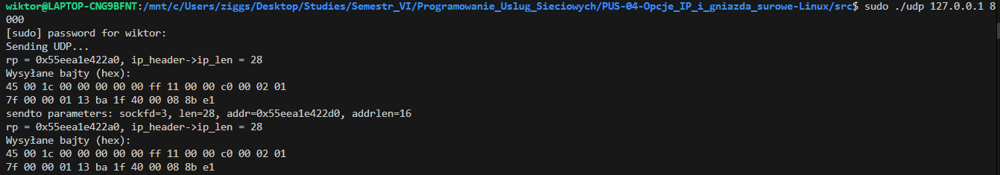 wiktor@LAPTOP-CNG9BFNT:/mnt/c/Users/ziggs/Desktop/Studies/Semestr_VI/Programowanie_Uslug_Sieciowych/PUS-04-Opcje_IP_i_gniazda_surowe-Linux/src$ sudo ./udp 127.0.0.1 8
000
[sudo] password for wiktor:
Sending UDP...
rp = 0x55eea1e422a0, ip_header->ip_len = 28
Wysyłane bajty (hex):
45 00 1c 00 00 00 00 00 ff 11 00 00 c0 00 02 01
7f 00 00 01 13 ba 1f 40 00 08 8b e1
sendto parameters: sockfd=3, len=28, addr=0x55eea1e422d0, addrlen=16
rp = 0x55eea1e422a0, ip_header->ip_len = 28
Wysyłane bajty (hex):
45 00 1c 00 00 00 00 00 ff 11 00 00 c0 00 02 01
7f 00 00 01 13 ba 1f 40 00 08 8b e1